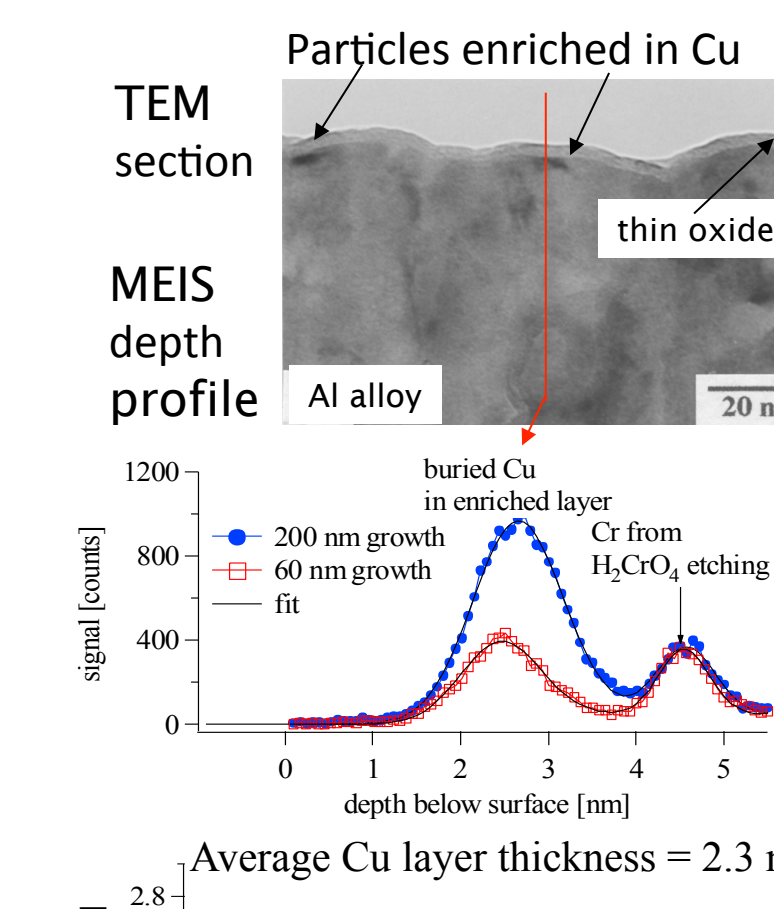 Particles enriched in Cu
TEM
section
thin oxide
MEIS
depth
profile
Al alloy
20 n
buried Cu
in enriched layer
Cr from
H₂CrO₄ etching
200 nm growth
60 nm growth
fit
signal [counts]
1200
800
400
0
0 1 2 3 4 5
depth below surface [nm]
Average Cu layer thickness = 2.3
2.8